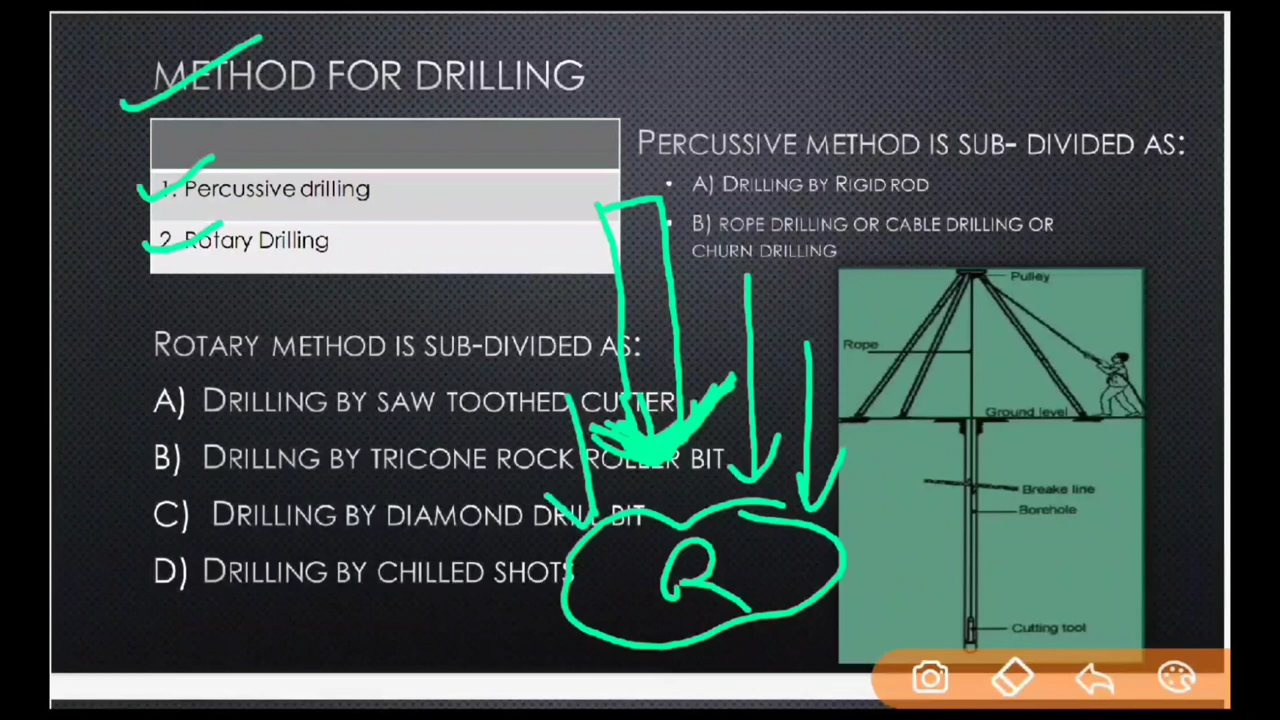 METHOD FOR DRILLING
1. Percussive drilling
2. Rotary Drilling
PERCUSSIVE METHOD IS SUB- DIVIDED AS:
• A) DRILLING BY RIGID ROD
• B) ROPE DRILLING OR CABLE DRILLING OR
CHURN DRILLING
ROTARY METHOD IS SUB-DIVIDED AS:
A) DRILLING BY SAW TOOTHED CUTTER
B) DRILLNG BY TRICONE ROCK ROLLER BIT
C) DRILLING BY DIAMOND DRILL BIT
D) DRILLING BY CHILLED SHOTS
R
Pulley
Rope
Ground level
Breake line
Borehole
Cutting tool